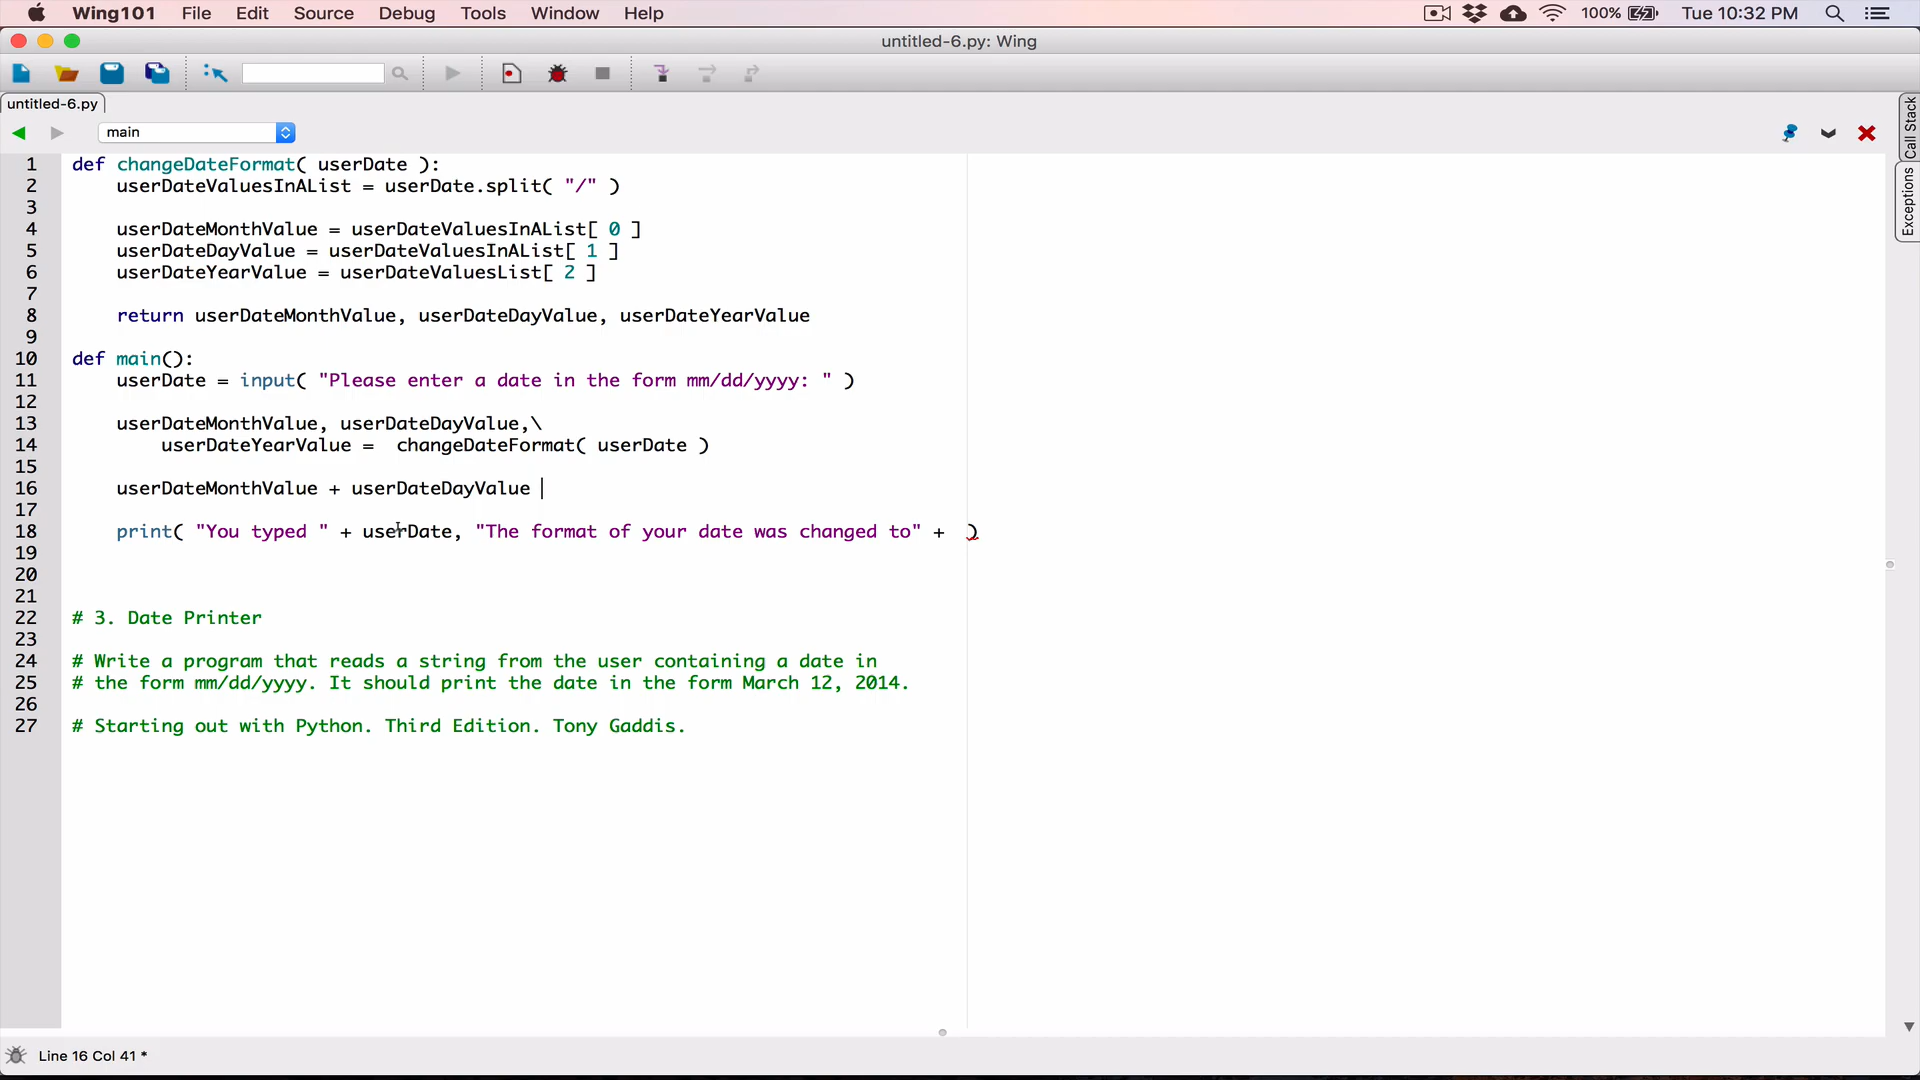 Wing101 File Edit Source Debug Tools Window Help 100% Tue 10:32 PM
untitled-6.py: Wing
untitled-6.py
main
Call Stack
Exceptions
1 def changeDateFormat( userDate ):
2 userDateValuesInAList = userDate.split( "/" )
3
4 userDateMonthValue = userDateValuesInAList[ 0 ]
5 userDateDayValue = userDateValuesInAList[ 1 ]
6 userDateYearValue = userDateValuesList[ 2 ]
7
8 return userDateMonthValue, userDateDayValue, userDateYearValue
9
10 def main():
11 userDate = input( "Please enter a date in the form mm/dd/yyyy: " )
12
13 userDateMonthValue, userDateDayValue,\
14 userDateYearValue =  changeDateFormat( userDate )
15
16 userDateMonthValue + userDateDayValue
17
18 print( "You typed " + userDate, "The format of your date was changed to" +  )
19
20
21
22 # 3. Date Printer
23
24 # Write a program that reads a string from the user containing a date in
25 # the form mm/dd/yyyy. It should print the date in the form March 12, 2014.
26
27 # Starting out with Python. Third Edition. Tony Gaddis.
Line 16 Col 41 *